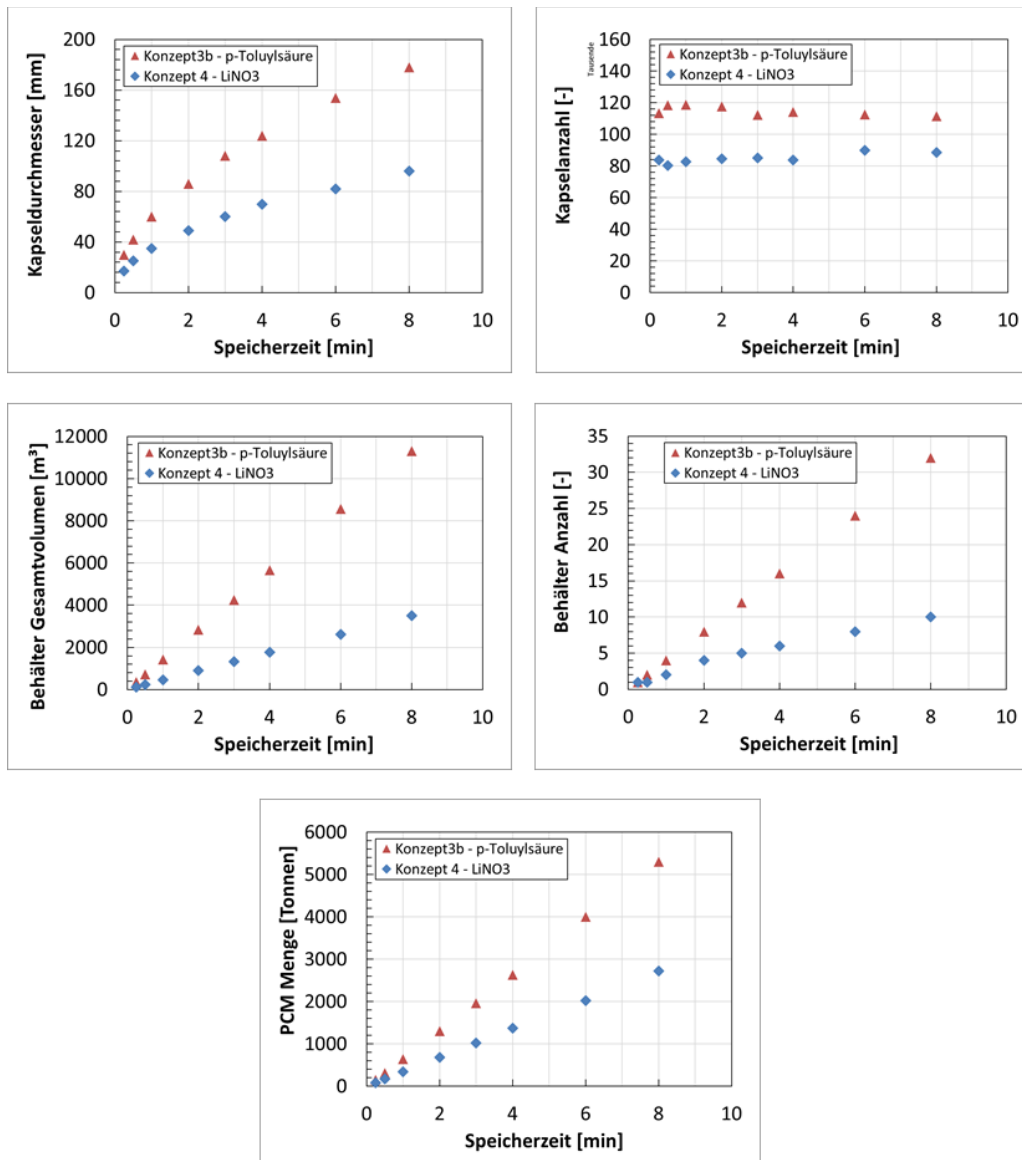 200
160
120
80
40
0
Kapseldurchmesser [mm]
Konzept3b - p-Toluylsäure
Konzept 4 - LiNO3
0 2 4 6 8 10
Speicherzeit [min]
160
140
120
100
80
60
40
20
0
Tausende
Kapselanzahl [-]
Konzept3b - p-Toluylsäure
Konzept 4 - LiNO3
0 2 4 6 8 10
Speicherzeit [min]
12000
10000
8000
6000
4000
2000
0
Behälter Gesamtvolumen [m³]
Konzept3b - p-Toluylsäure
Konzept 4 - LiNO3
0 2 4 6 8 10
Speicherzeit [min]
35
30
25
20
15
10
5
0
Behälter Anzahl [-]
Konzept3b - p-Toluylsäure
Konzept 4 - LiNO3
0 2 4 6 8 10
Speicherzeit [min]
6000
5000
4000
3000
2000
1000
0
PCM Menge [Tonnen]
Konzept3b - p-Toluylsäure
Konzept 4 - LiNO3
0 2 4 6 8 10
Speicherzeit [min]